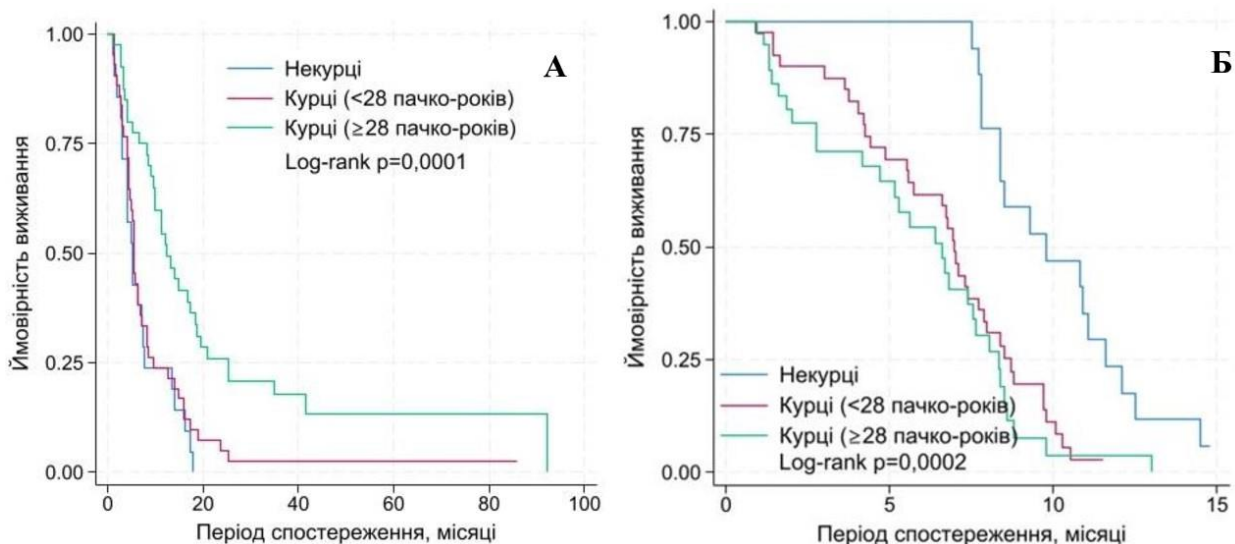 А
Ймовірність виживання
1.00
0.75
0.50
0.25
0.00
Некурці
Курці (<28 пачко-років)
Курці (≥28 пачко-років)
Log-rank p=0,0001
0 20 40 60 80 100
Період спостереження, місяці
Б
Ймовірність виживання
1.00
0.75
0.50
0.25
0.00
Некурці
Курці (<28 пачко-років)
Курці (≥28 пачко-років)
Log-rank p=0,0002
0 5 10 15
Період спостереження, місяці